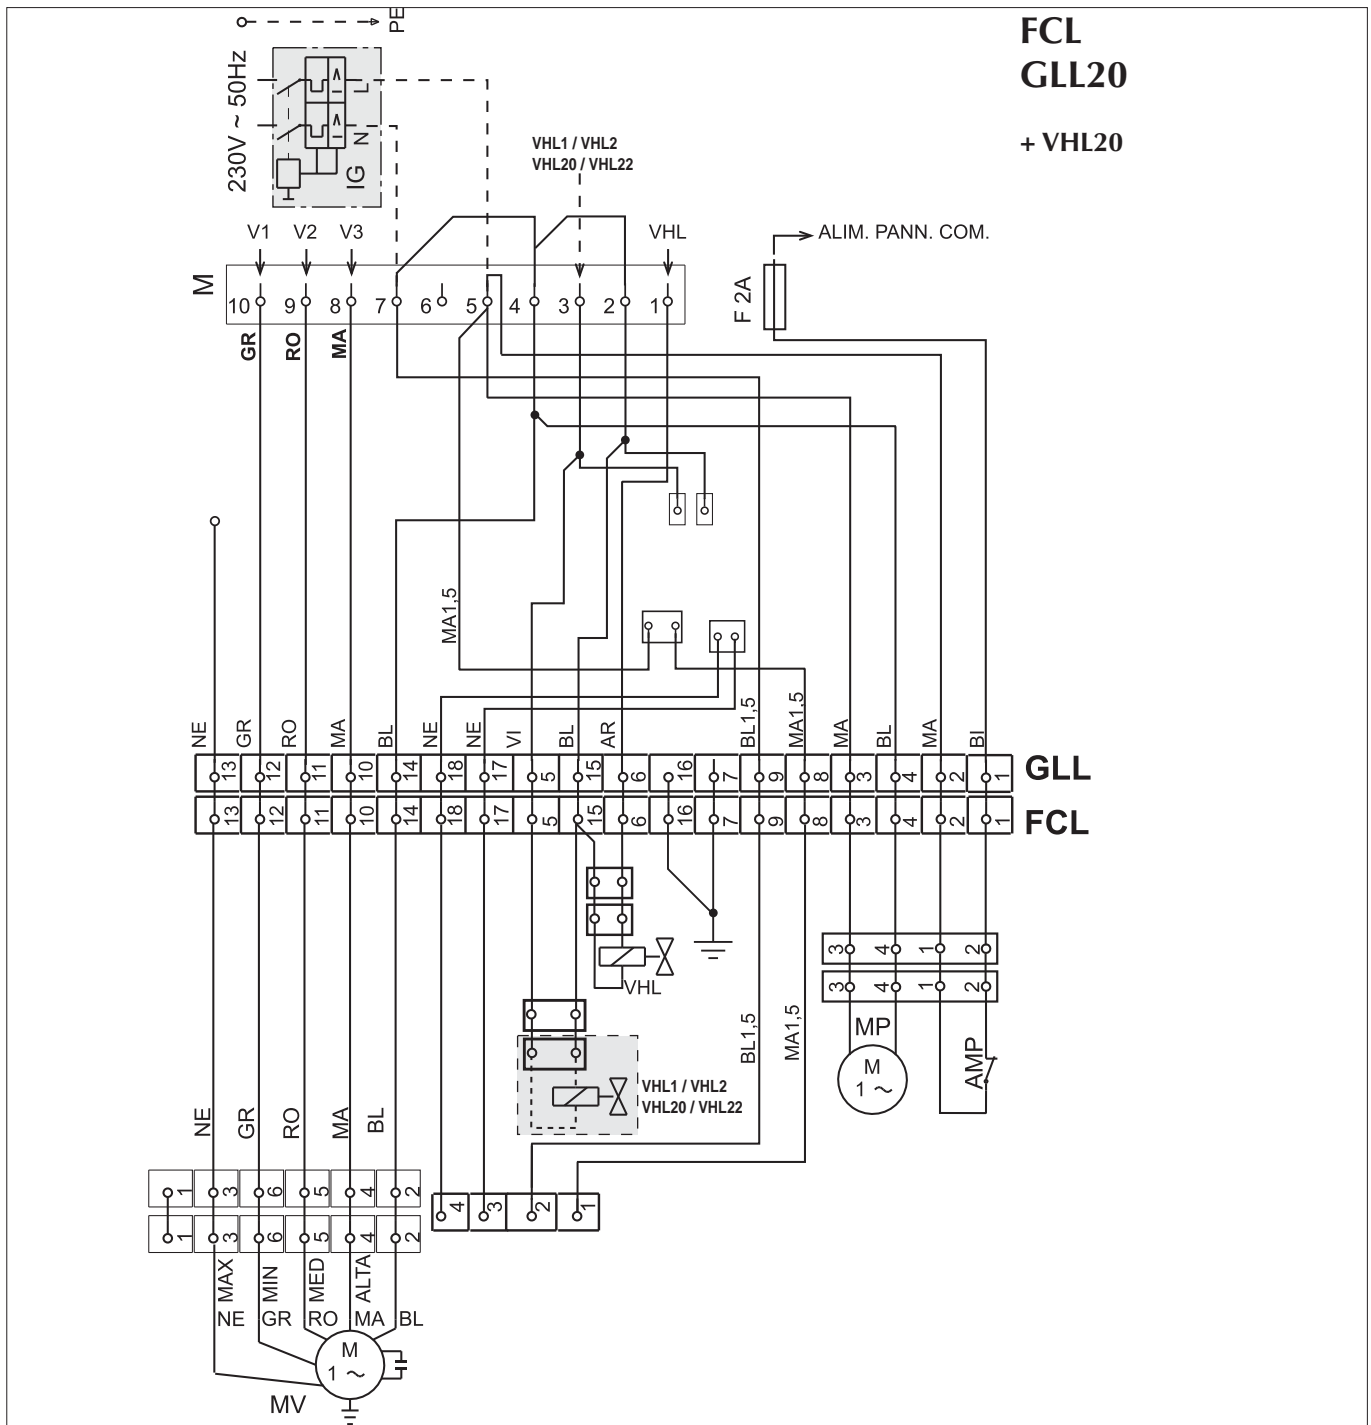 FCL
GLL20
+ VHL20
PE
230V ~ 50Hz
L
N
IG
VHL1 / VHL2
VHL20 / VHL22
V1 V2 V3 VHL
ALIM. PANN. COM.
M
F 2A
10 9 8 7 6 5 4 3 2 1
GR RO MA
MA1,5
NE GR RO MA BL NE NE VI BL AR BL1,5 MA1,5 MA BL MA BI
13 12 11 10 14 18 17 5 15 6 16 7 9 8 3 4 2 1
GLL
13 12 11 10 14 18 17 5 15 6 16 7 9 8 3 4 2 1
FCL
3 4 1 2
3 4 1 2
VHL
BL1,5 MA1,5
MP
M
1 ~
AMP
VHL1 / VHL2
VHL20 / VHL22
NE GR RO MA BL
1 3 6 5 4 2
4 3 2 1
1 3 6 5 4 2
MAX MIN MED ALTA
NE GR RO MA BL
M
1 ~
MV